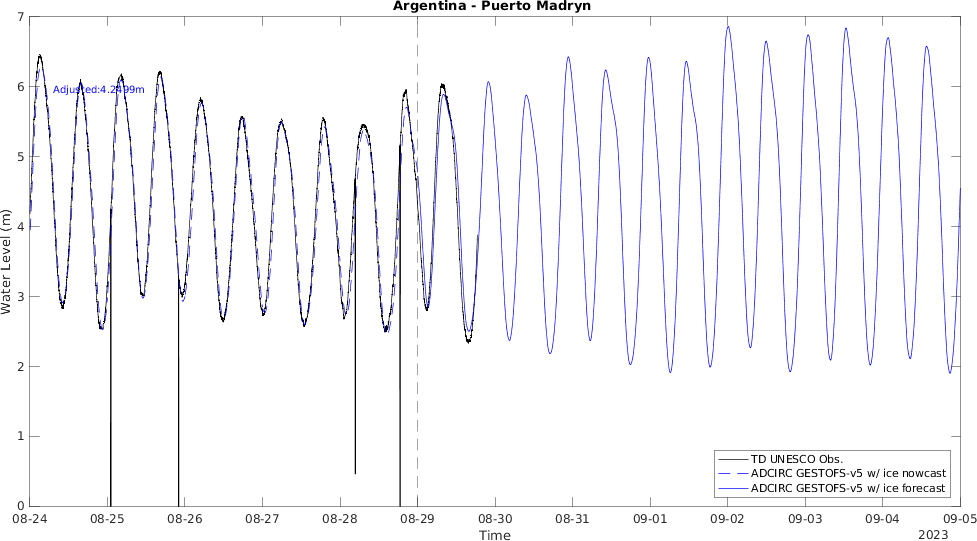 Argentina - Puerto Madryn
7
6
5
4
3
2
1
0
Water Level (m)
Adjusted:4.2499m
TD UNESCO Obs.
ADCIRC GESTOFS-v5 w/ ice nowcast
ADCIRC GESTOFS-v5 w/ ice forecast
08-24 08-25 08-26 08-27 08-28 08-29 08-30 08-31 09-01 09-02 09-03 09-04 09-05
Time
2023